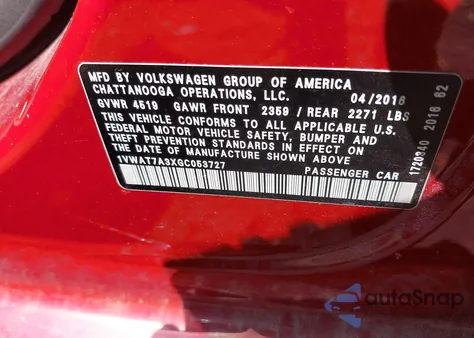 MFD BY VOLKSWAGEN GROUP OF AMERICA
CHATTANOOGA OPERATIONS, LLC. 04/2016
GVWR 4519 GAWR FRONT 2359 / REAR 2271 LBS
THIS VEHICLE CONFORMS TO ALL APPLICABLE U.S.
FEDERAL MOTOR VEHICLE SAFETY, BUMPER AND
THEFT PREVENTION STANDARDS IN EFFECT ON THE
DATE OF MANUFACTURE SHOWN ABOVE
1VWAT7A3XGC053727 PASSENGER CAR
1720940 2016 62
autoSnap